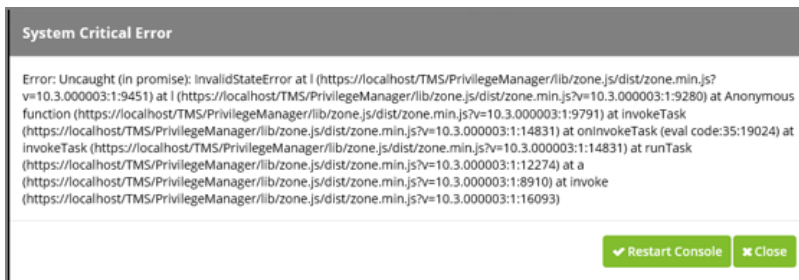 System Critical Error
Error: Uncaught (in promise): InvalidStateError at l (https://localhost/TMS/PrivilegeManager/lib/zone.js/dist/zone.min.js?
v=10.3.000003:1:9451) at l (https://localhost/TMS/PrivilegeManager/lib/zone.js/dist/zone.min.js?v=10.3.000003:1:9280) at Anonymous
function (https://localhost/TMS/PrivilegeManager/lib/zone.js/dist/zone.min.js?v=10.3.000003:1:9791) at invokeTask
(https://localhost/TMS/PrivilegeManager/lib/zone.js/dist/zone.min.js?v=10.3.000003:1:14831) at onInvokeTask (eval code:35:19024) at
invokeTask (https://localhost/TMS/PrivilegeManager/lib/zone.js/dist/zone.min.js?v=10.3.000003:1:14831) at runTask
(https://localhost/TMS/PrivilegeManager/lib/zone.js/dist/zone.min.js?v=10.3.000003:1:12274) at a
(https://localhost/TMS/PrivilegeManager/lib/zone.js/dist/zone.min.js?v=10.3.000003:1:8910) at invoke
(https://localhost/TMS/PrivilegeManager/lib/zone.js/dist/zone.min.js?v=10.3.000003:1:16093)
✔ Restart Console ✖ Close